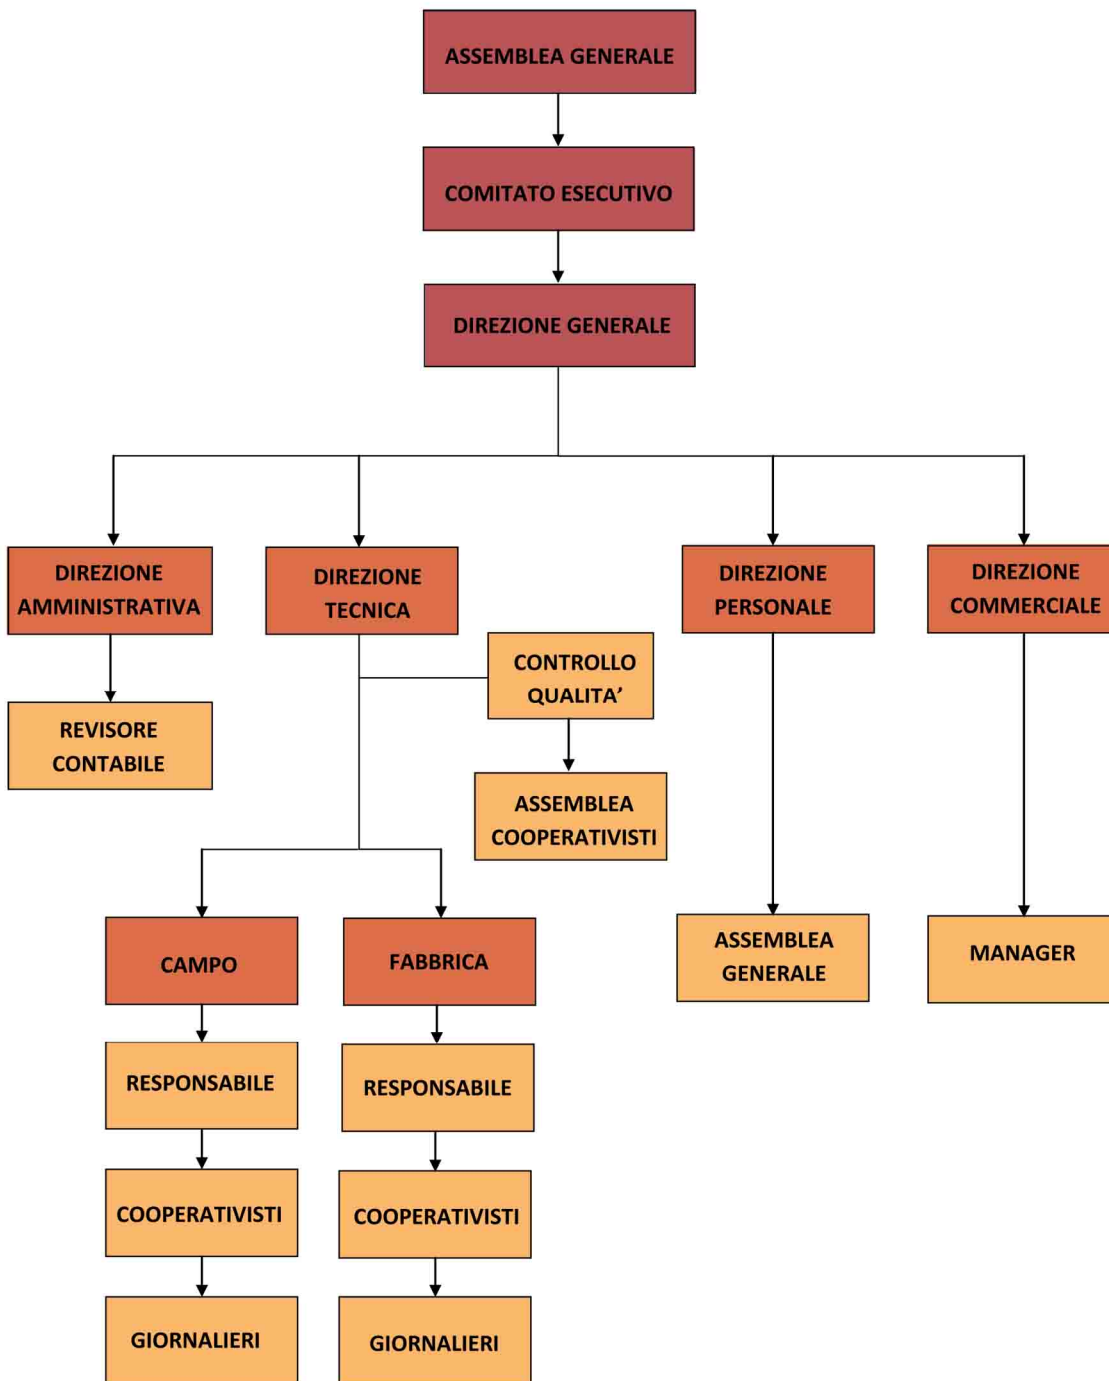 ASSEMBLEA GENERALE
COMITATO ESECUTIVO
DIREZIONE GENERALE
DIREZIONE
AMMINISTRATIVA
DIREZIONE
TECNICA
DIREZIONE
PERSONALE
DIREZIONE
COMMERCIALE
CONTROLLO
QUALITA’
REVISORE
CONTABILE
ASSEMBLEA
COOPERATIVISTI
CAMPO
FABBRICA
ASSEMBLEA
GENERALE
MANAGER
RESPONSABILE
RESPONSABILE
COOPERATIVISTI
COOPERATIVISTI
GIORNALIERI
GIORNALIERI